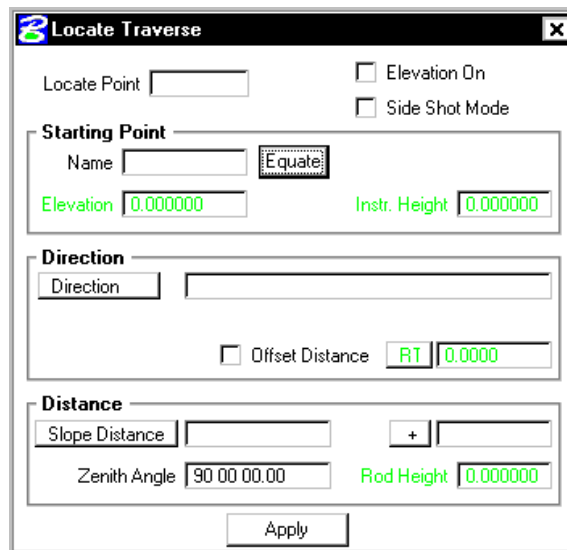 Locate Traverse
Locate Point
Elevation On
Side Shot Mode
Starting Point
Name Equate
Elevation 0.000000 Instr. Height 0.000000
Direction
Direction
Offset Distance RT 0.0000
Distance
Slope Distance +
Zenith Angle 90 00 00.00 Rod Height 0.000000
Apply